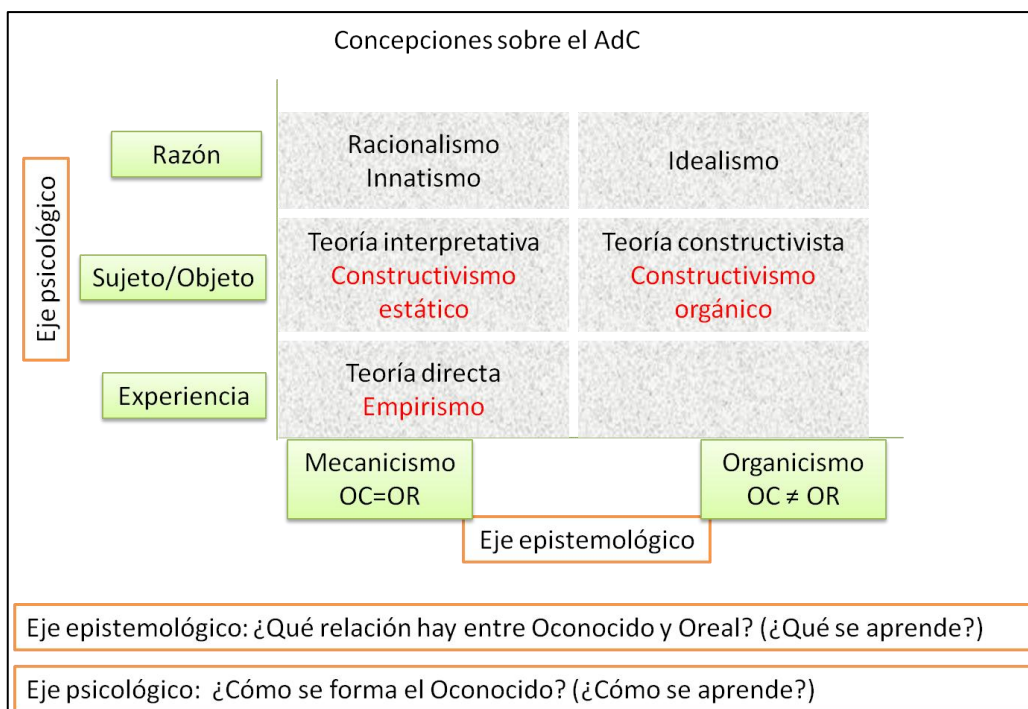 Concepciones sobre el AdC
Eje psicológico
Razón
Racionalismo
Innatismo
Idealismo
Sujeto/Objeto
Teoría interpretativa
Constructivismo
estático
Teoría constructivista
Constructivismo
orgánico
Experiencia
Teoría directa
Empirismo
Mecanicismo
OC=OR
Organicismo
OC ≠ OR
Eje epistemológico
Eje epistemológico: ¿Qué relación hay entre Oconocido y Oreal? (¿Qué se aprende?)
Eje psicológico:  ¿Cómo se forma el Oconocido? (¿Cómo se aprende?)